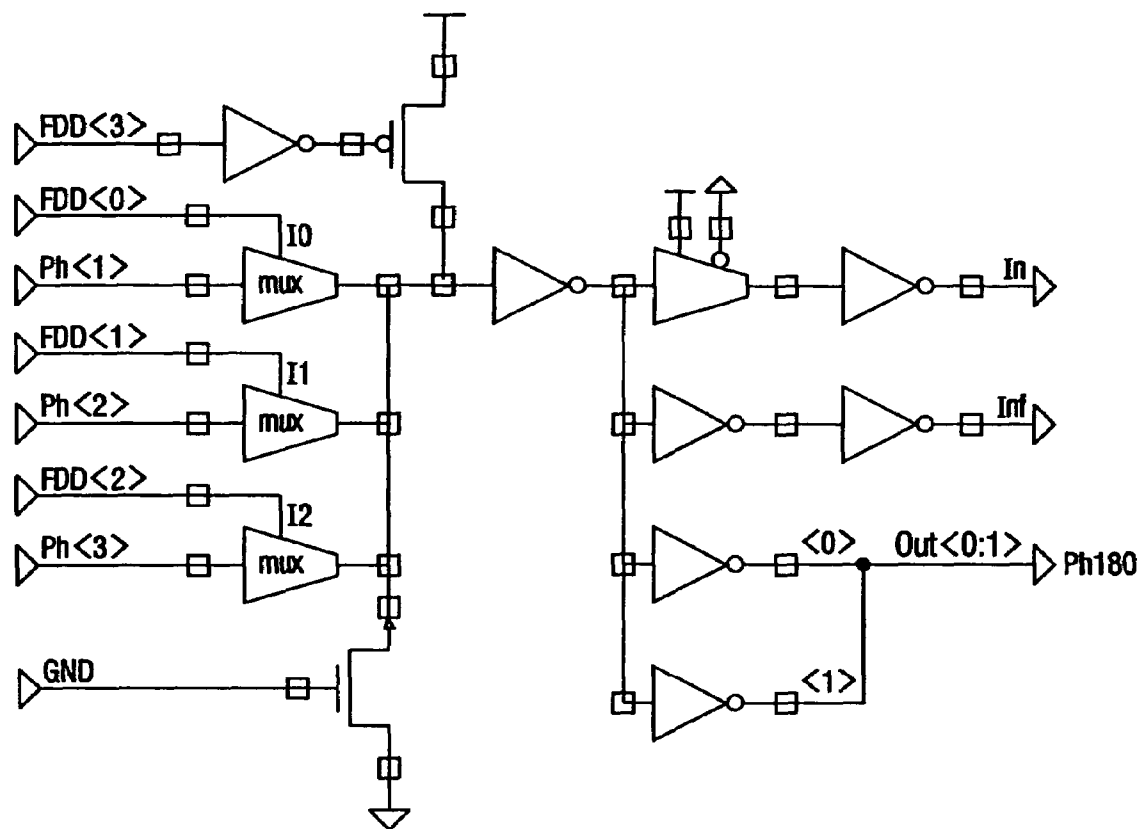 FDD<3>
FDD<0>
I0
Ph<1>
mux
In
FDD<1>
I1
Ph<2>
mux
Inf
FDD<2>
I2
Ph<3>
mux
<0>
Out<0:1>
Ph180
GND
<1>